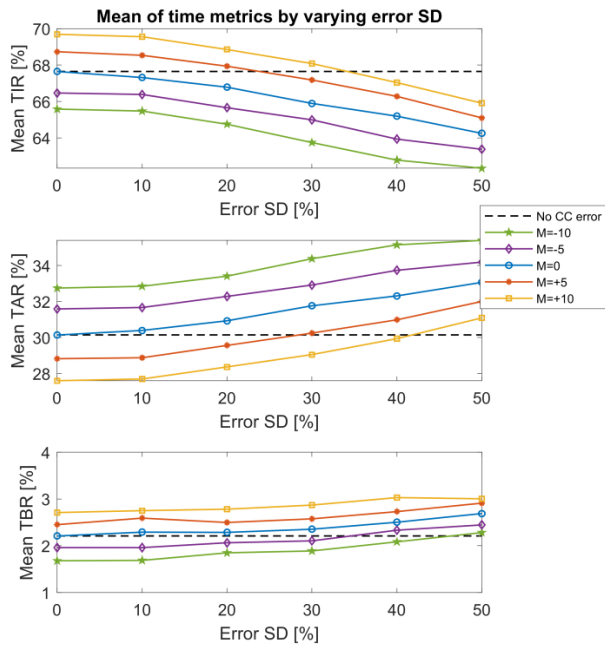 Mean of time metrics by varying error SD
Mean TIR [%]
70
68
66
64
0 10 20 30 40 50
Error SD [%]
No CC error
M=-10
M=-5
M=0
M=+5
M=+10
Mean TAR [%]
34
32
30
28
0 10 20 30 40 50
Error SD [%]
Mean TBR [%]
4
3
2
1
0 10 20 30 40 50
Error SD [%]